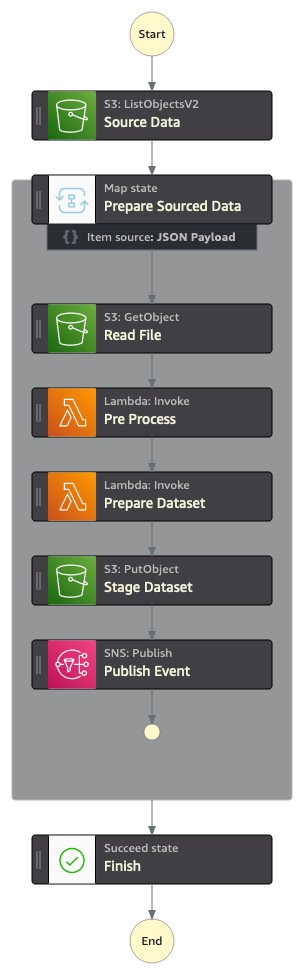 Start
S3: ListObjectsV2
Source Data
Map state
Prepare Sourced Data
{} Item source: JSON Payload
S3: GetObject
Read File
Lambda: Invoke
Pre Process
Lambda: Invoke
Prepare Dataset
S3: PutObject
Stage Dataset
SNS: Publish
Publish Event
Succeed state
Finish
End